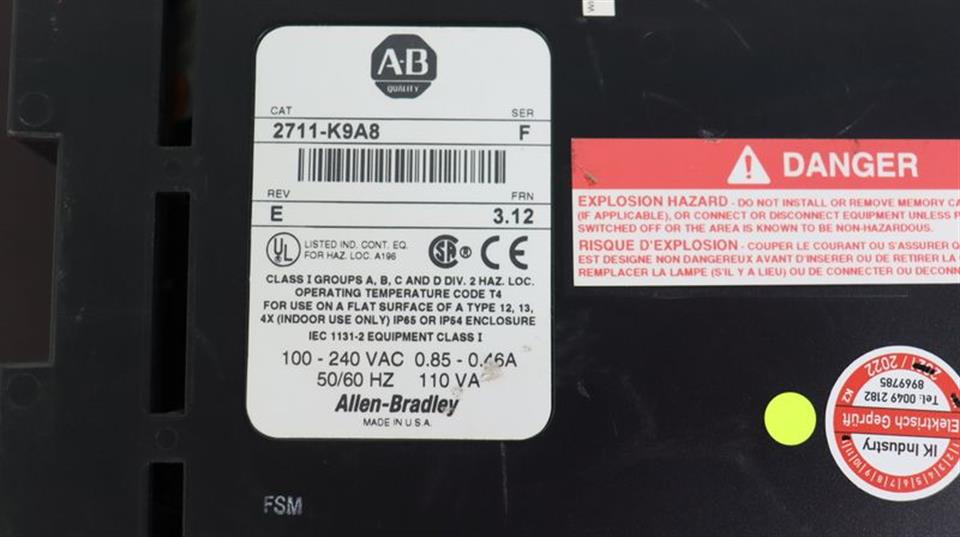 A-B
QUALITY
CAT SER
2711-K9A8 F
REV FRN
E 3.12
UL LISTED IND. CONT. EQ.
FOR HAZ. LOC. A196
CLASS I GROUPS A, B, C AND D DIV. 2 HAZ. LOC.
OPERATING TEMPERATURE CODE T4
FOR USE ON A FLAT SURFACE OF A TYPE 12, 13,
4X (INDOOR USE ONLY) IP65 OR IP54 ENCLOSURE
IEC 1131-2 EQUIPMENT CLASS I
100 - 240 VAC 0.85 - 0.46A
50/60 HZ 110 VA
Allen-Bradley
MADE IN U.S.A.
FSM
DANGER
EXPLOSION HAZARD - DO NOT INSTALL OR REMOVE MEMORY
(IF APPLICABLE), OR CONNECT OR DISCONNECT EQUIPMENT UNLESS
SWITCHED OFF OR THE AREA IS KNOWN TO BE NON-HAZARDOUS.
RISQUE D'EXPLOSION - COUPER LE COURANT OU S'ASSURER
EST DESIGNE NON DANGEREUX AVANT D'INSERER OU DE RETIRER LA
REMPLACER LA LAMPE (S'IL Y A LIEU) OU DE CONNECTER OU
IK Industry
Elektrisch Geprüft
KZ
Tel: 0049 2182
8969785
2021 / 2022